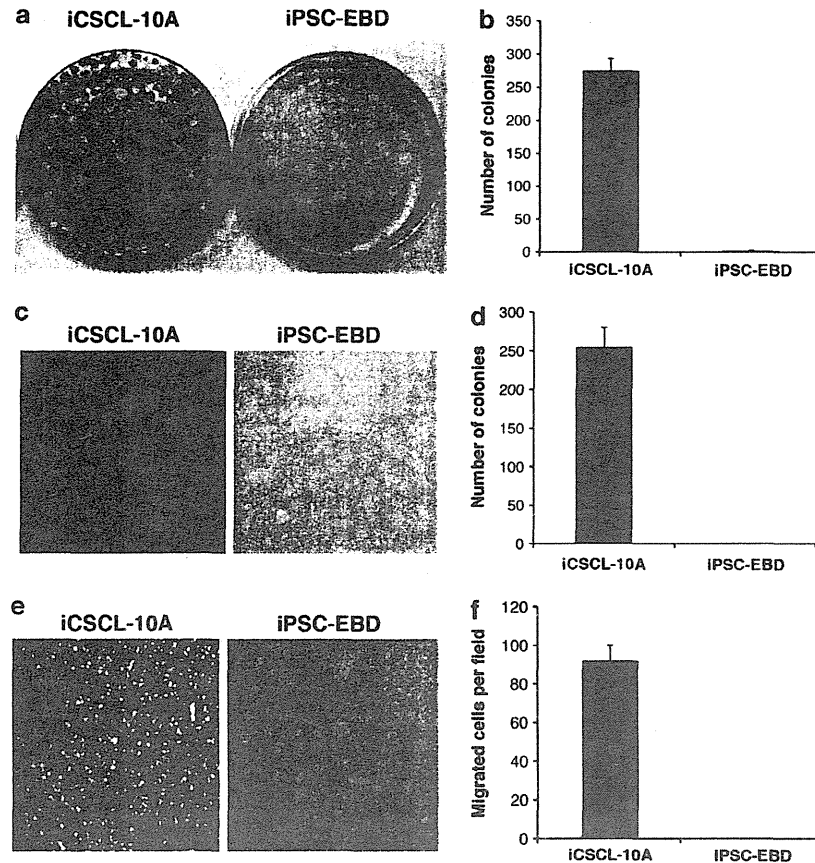 a
iCSCL-10A iPSC-EBD
b
Number of colonies
350
300
250
200
150
100
50
0
iCSCL-10A iPSC-EBD
c
iCSCL-10A iPSC-EBD
d
Number of colonies
300
250
200
150
100
50
0
iCSCL-10A iPSC-EBD
e
iCSCL-10A iPSC-EBD
f
Migrated cells per field
120
100
80
60
40
20
0
iCSCL-10A iPSC-EBD